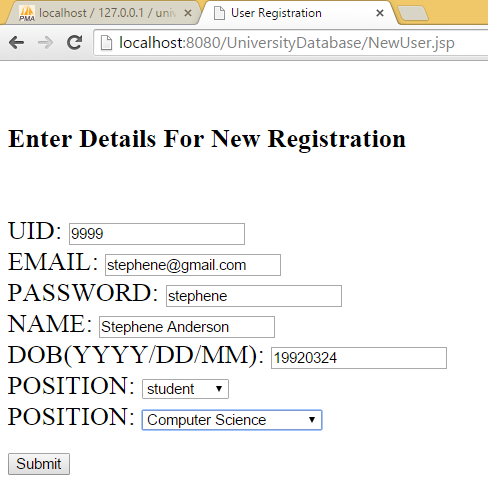 PMA localhost / 127.0.0.1 / univ
User Registration
localhost:8080/UniversityDatabase/NewUser.jsp
Enter Details For New Registration
UID: 9999
EMAIL: stephene@gmail.com
PASSWORD: stephene
NAME: Stephene Anderson
DOB(YYYY/DD/MM): 19920324
POSITION: student
POSITION: Computer Science
Submit